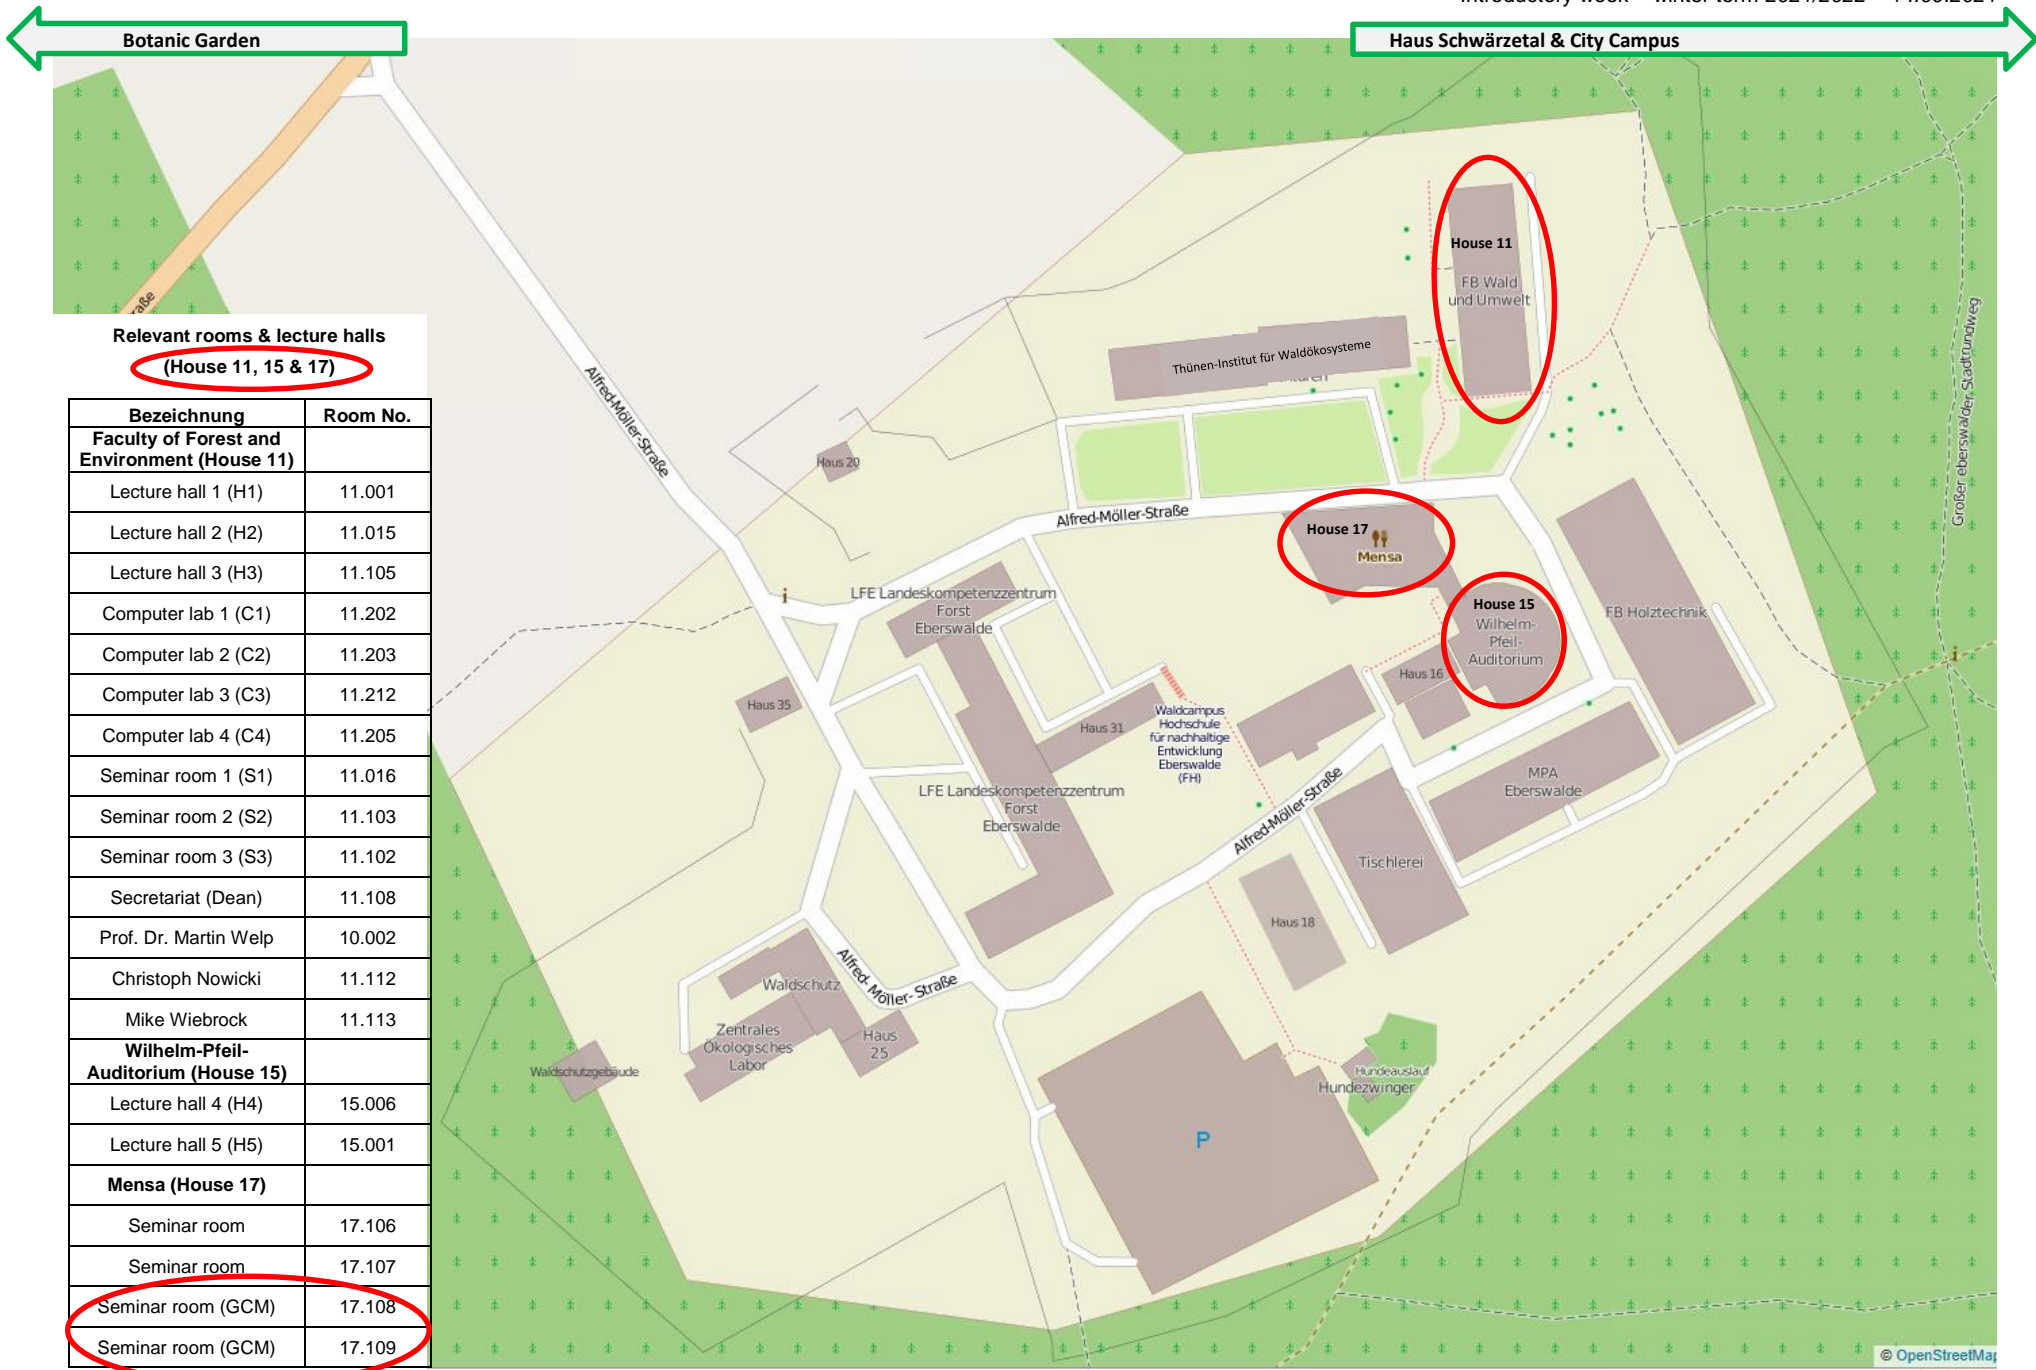 Introductory week – winter term 2021/2022 –
Botanic Garden
Haus Schwärzetal & City Campus
Relevant rooms & lecture halls
(House 11, 15 & 17)
Bezeichnung Room No.
Faculty of Forest and
Environment (House 11)
Lecture hall 1 (H1) 11.001
Lecture hall 2 (H2) 11.015
Lecture hall 3 (H3) 11.105
Computer lab 1 (C1) 11.202
Computer lab 2 (C2) 11.203
Computer lab 3 (C3) 11.212
Computer lab 4 (C4) 11.205
Seminar room 1 (S1) 11.016
Seminar room 2 (S2) 11.103
Seminar room 3 (S3) 11.102
Secretariat (Dean) 11.108
Prof. Dr. Martin Welp 10.002
Christoph Nowicki 11.112
Mike Wiebrock 11.113
Wilhelm-Pfeil-
Auditorium (House 15)
Lecture hall 4 (H4) 15.006
Lecture hall 5 (H5) 15.001
Mensa (House 17)
Seminar room 17.106
Seminar room 17.107
Seminar room (GCM) 17.108
Seminar room (GCM) 17.109
House 11
FB Wald
und Umwelt
Thünen-Institut für Waldökosysteme
Alfred-Möller-Straße
Haus 20
Alfred-Möller-Straße
House 17
Mensa
House 15
Wilhelm-
Pfeil-
Auditorium
FB Holztechnik
Großer eberswalder Stadtrundweg
i
i
LFE Landeskompetenzzentrum
Forst
Eberswalde
Haus 16
Haus 35
Haus 31
Waldcampus
Hochschule
für nachhaltige
Entwicklung
Eberswalde
(FH)
LFE Landeskompetenzzentrum
Forst
Eberswalde
MPA
Eberswalde
Alfred-Möller-Straße
Tischlerei
Haus 18
Alfred- Möller- Straße
Waldschutz
Zentrales
Ökologisches
Labor
Haus
25
Waldschutzgebäude
Hundeauslauf
Hundezwinger
P
© OpenStreetMap